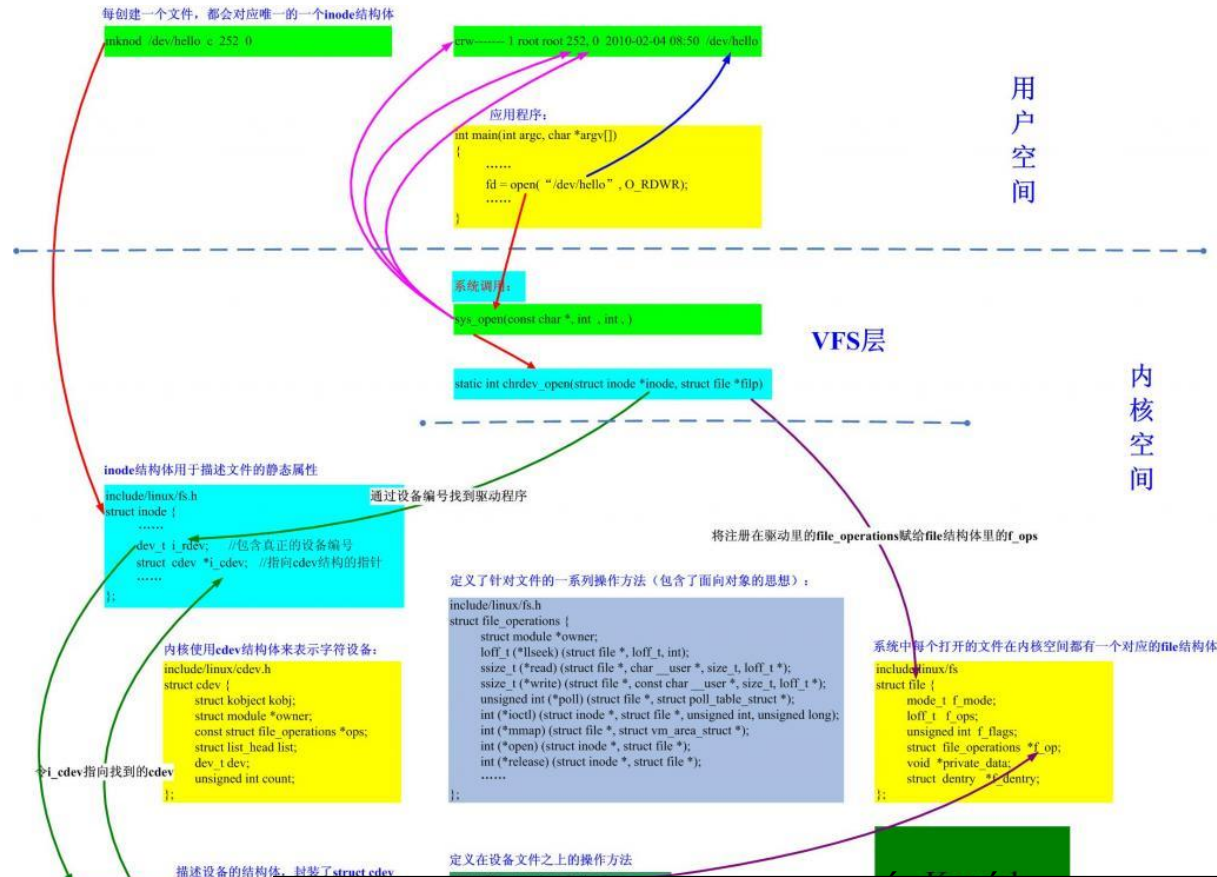 每创建一个文件，都会对应唯一的一个inode结构体
mknod /dev/hello c 252 0
crw------- 1 root root 252, 0 2010-02-04 08:50 /dev/hello
应用程序：
int main(int argc, char *argv[])
{
……
fd = open( “/dev/hello” , O_RDWR);
……
}
用户空间
系统调用：
sys_open(const char *, int , int , )
VFS层
static int chrdev_open(struct inode *inode, struct file *filp)
内核空间
inode结构体用于描述文件的静态属性
include/linux/fs.h
struct inode {
……
dev_t i_rdev; //包含真正的设备编号
struct cdev *i_cdev; //指向cdev结构的指针
……
};
通过设备编号找到驱动程序
将注册在驱动里的file_operations赋给file结构体里的f_ops
内核使用cdev结构体来表示字符设备：
include/linux/cdev.h
struct cdev {
struct kobject kobj;
struct module *owner;
const struct file_operations *ops;
struct list_head list;
dev_t dev;
unsigned int count;
};
令i_cdev指向找到的cdev
定义了针对文件的一系列操作方法（包含了面向对象的思想）：
include/linux/fs.h
struct file_operations {
struct module *owner;
loff_t (*llseek) (struct file *, loff_t, int);
ssize_t (*read) (struct file *, char __user *, size_t, loff_t *);
ssize_t (*write) (struct file *, const char __user *, size_t, loff_t *);
unsigned int (*poll) (struct file *, struct poll_table_struct *);
int (*ioctl) (struct inode *, struct file *, unsigned int, unsigned long);
int (*mmap) (struct file *, struct vm_area_struct *);
int (*open) (struct inode *, struct file *);
int (*release) (struct inode *, struct file *);
……
};
系统中每个打开的文件在内核空间都有一个对应的file结构体
include/linux/fs
struct file {
mode_t f_mode;
loff_t f_ops;
unsigned int f_flags;
struct file_operations *f_op;
void *private_data;
struct dentry *f_dentry;
};
描述设备的结构体，封装了struct cdev
定义在设备文件之上的操作方法